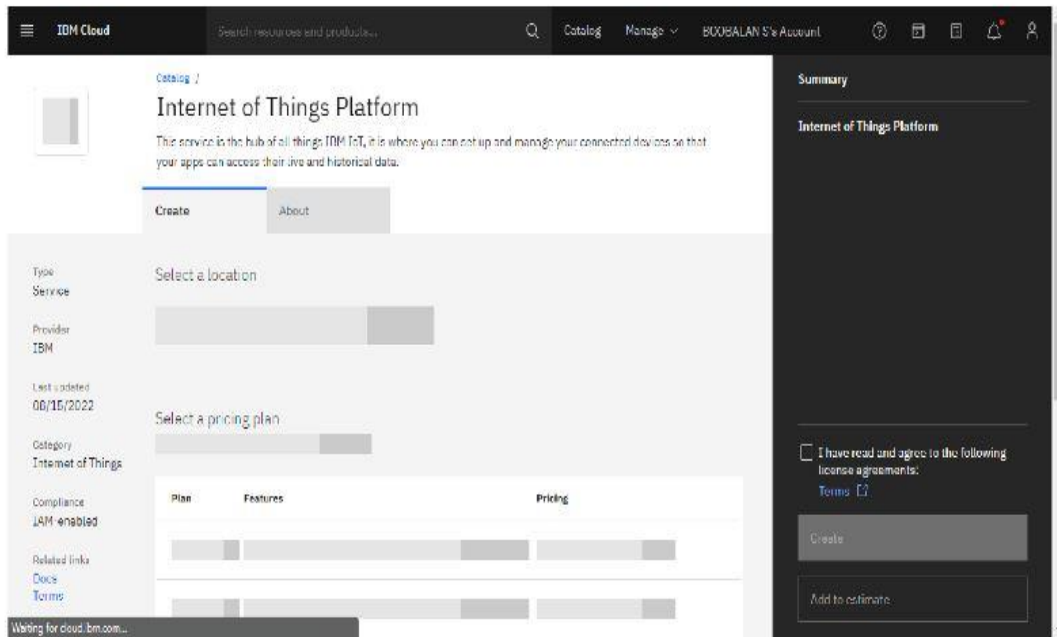 IBM Cloud
Search resources and products...
Catalog
Manage
BOOBALAN S's Account
Catalog /
Internet of Things Platform
This service is the hub of all things IBM IoT, it is where you can set up and manage your connected devices so that
your apps can access their live and historical data.
Create
About
Type
Service
Provider
IBM
Last updated
08/15/2022
Category
Internet of Things
Compliance
IAM-enabled
Related links
Docs
Terms
Select a location
Select a pricing plan
Plan
Features
Pricing
Summary
Internet of Things Platform
I have read and agree to the following
license agreements:
Terms
Create
Add to estimate
Waiting for cloud.ibm.com...